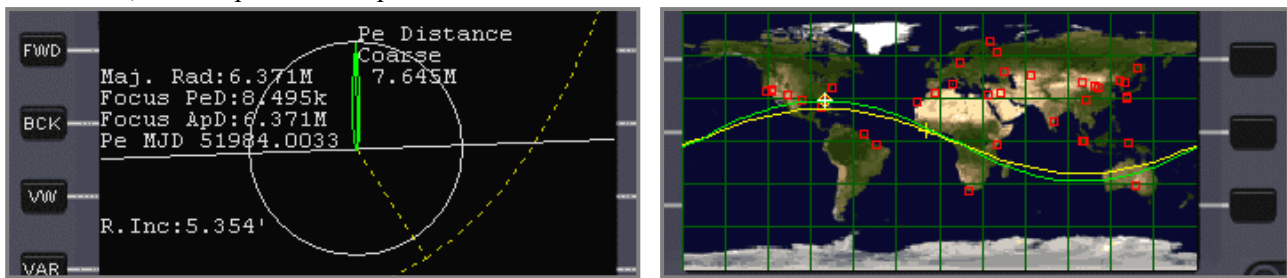 FWD
Pe Distance
Coarse
Maj. Rad:6.371M 7.645M
Focus PeD:8.495k
Focus ApD:6.371M
BCK
Pe MJD 51984.0033
VW
R.Inc:5.354'
VAR